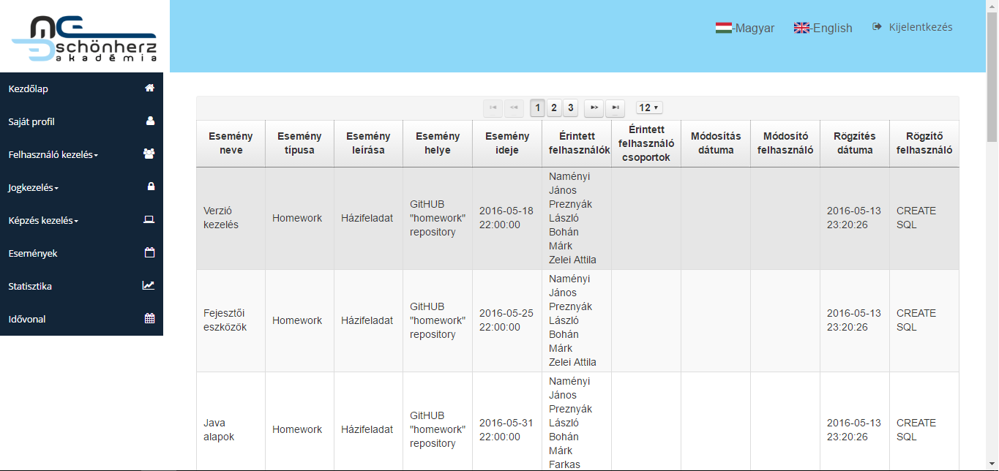 schönherz
akadémia
-Magyar
-English
Kijelentkezés
Kezdőlap
Saját profil
Felhasználó kezelés
Jogkezelés
Képzés kezelés
Események
Statisztika
Idővonal
1 2 3 12
Esemény
neve
Esemény
típusa
Esemény
leírása
Esemény
helye
Esemény
ideje
Érintett
felhasználók
Érintett
felhasználó
csoportok
Módosítás
dátuma
Módosító
felhasználó
Rögzítés
dátuma
Rögzítő
felhasználó
Verzió
kezelés
Homework
Házifeladat
GitHUB
"homework"
repository
2016-05-18
22:00:00
Naményi
János
Preznyák
László
Bohán
Márk
Zelei Attila
2016-05-13
23:20:26
CREATE
SQL
Fejesztői
eszközök
Homework
Házifeladat
GitHUB
"homework"
repository
2016-05-25
22:00:00
Naményi
János
Preznyák
László
Bohán
Márk
Zelei Attila
2016-05-13
23:20:26
CREATE
SQL
Java
alapok
Homework
Házifeladat
GitHUB
"homework"
repository
2016-05-31
22:00:00
Naményi
János
Preznyák
László
Bohán
Márk
Farkas
2016-05-13
23:20:26
CREATE
SQL